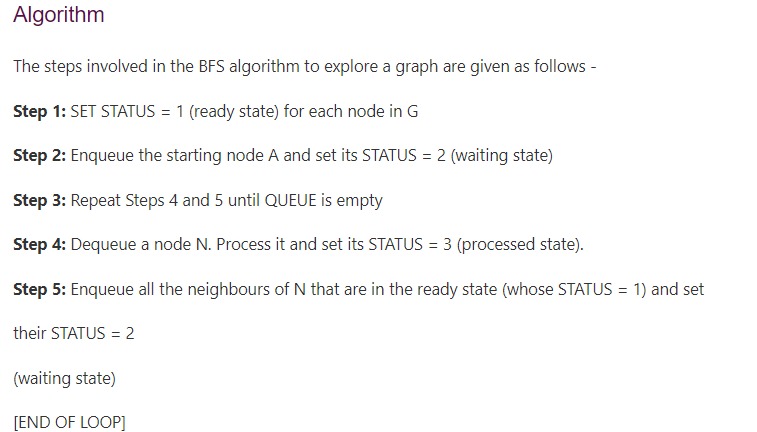 Algorithm
The steps involved in the BFS algorithm to explore a graph are given as follows -
Step 1: SET STATUS = 1 (ready state) for each node in G
Step 2: Enqueue the starting node A and set its STATUS = 2 (waiting state)
Step 3: Repeat Steps 4 and 5 until QUEUE is empty
Step 4: Dequeue a node N. Process it and set its STATUS = 3 (processed state).
Step 5: Enqueue all the neighbours of N that are in the ready state (whose STATUS = 1) and set
their STATUS = 2
(waiting state)
[END OF LOOP]